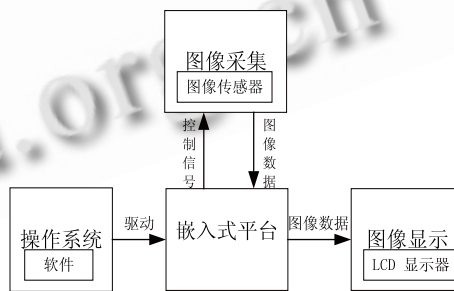 图像采集
图像传感器
控制信号
图像数据
操作系统
软件
驱动
嵌入式平台
图像数据
图像显示
LCD 显示器